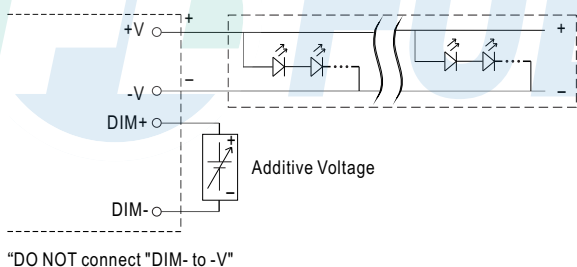 +V
+
+
-V
−
−
DIM+
+
Additive Voltage
−
DIM-
“DO NOT connect "DIM- to -V"